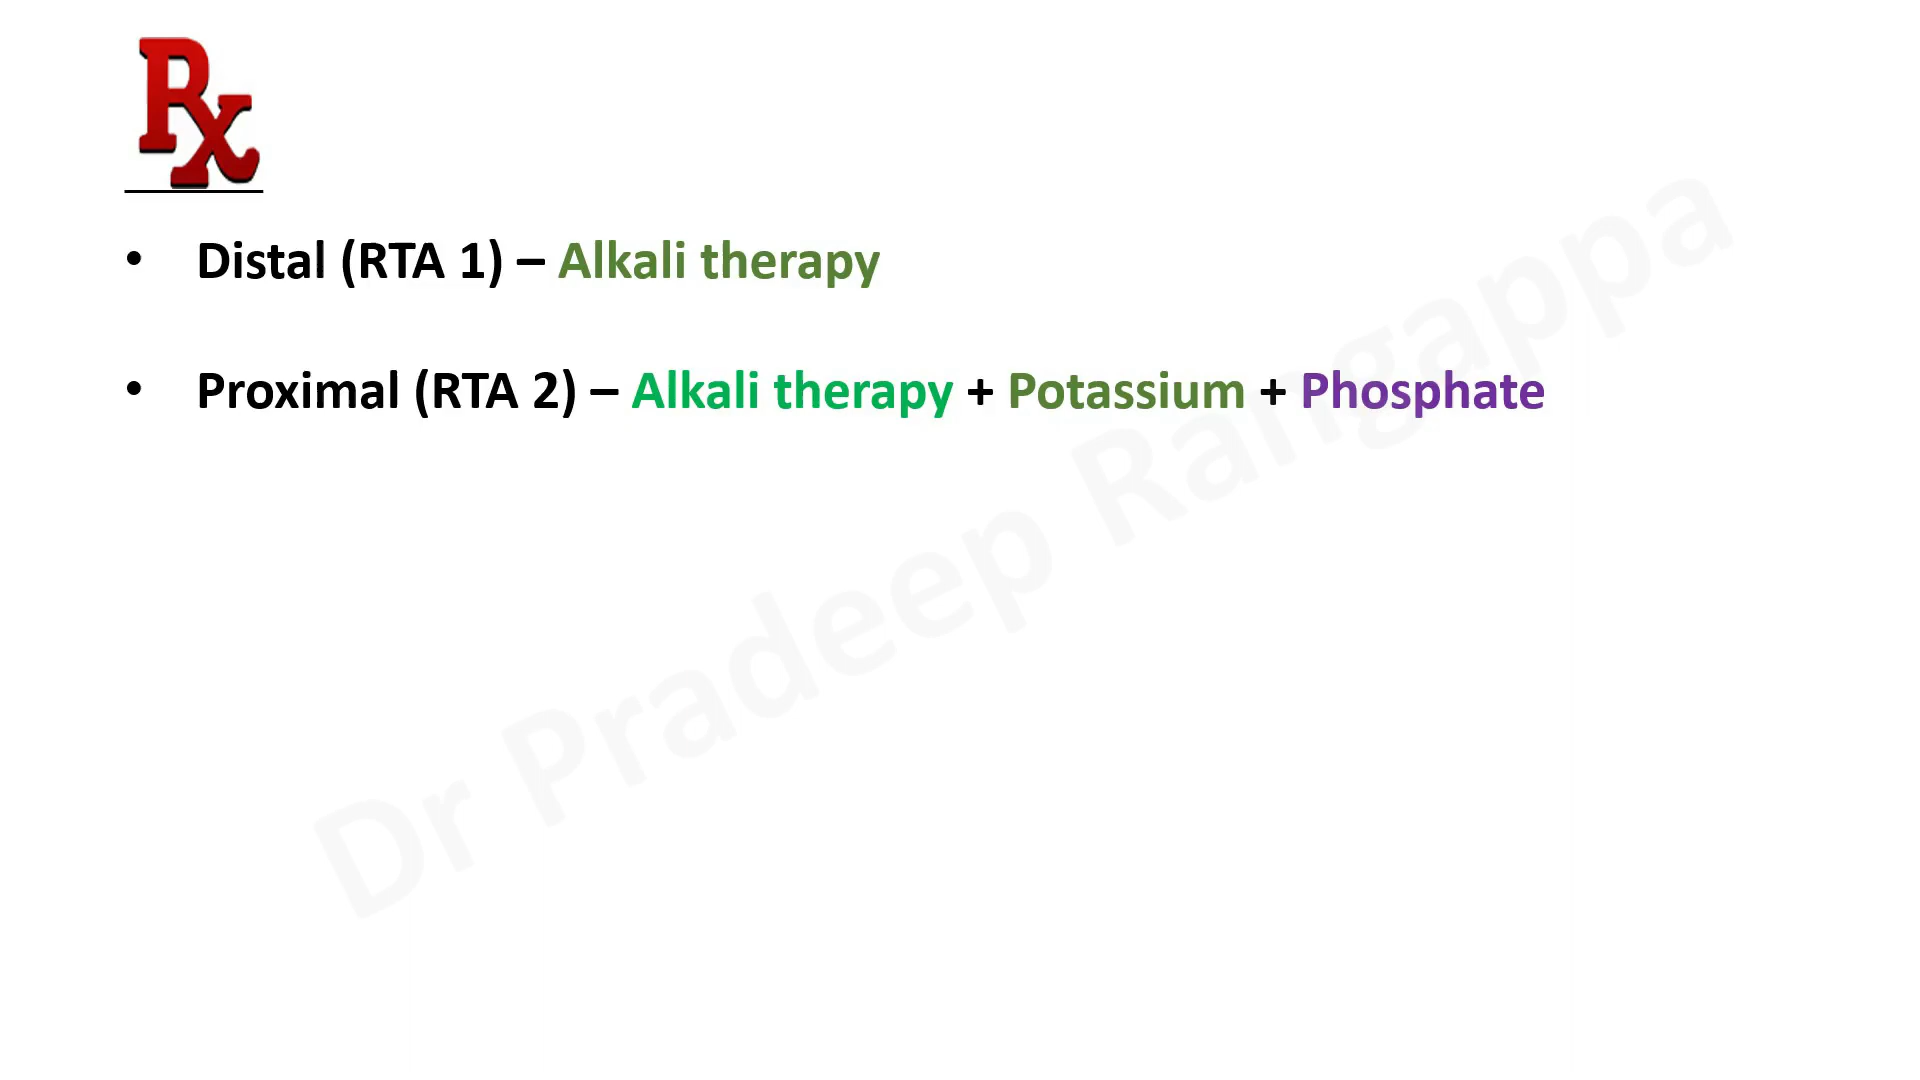 Rx
• Distal (RTA 1) – Alkali therapy
• Proximal (RTA 2) – Alkali therapy + Potassium + Phosphate
Dr Pradeep Rangappa